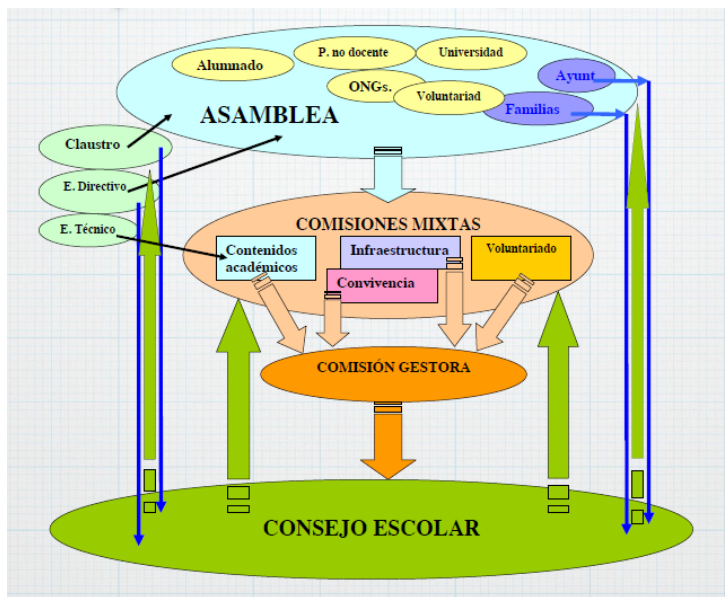 P. no docente
Universidad
Alumnado
Ayunt
ONGs.
Voluntariad
Familias
ASAMBLEA
Claustro
E. Directivo
E. Técnico
COMISIONES MIXTAS
Contenidos
académicos
Infraestructura
Voluntariado
Convivencia
COMISIÓN GESTORA
CONSEJO ESCOLAR